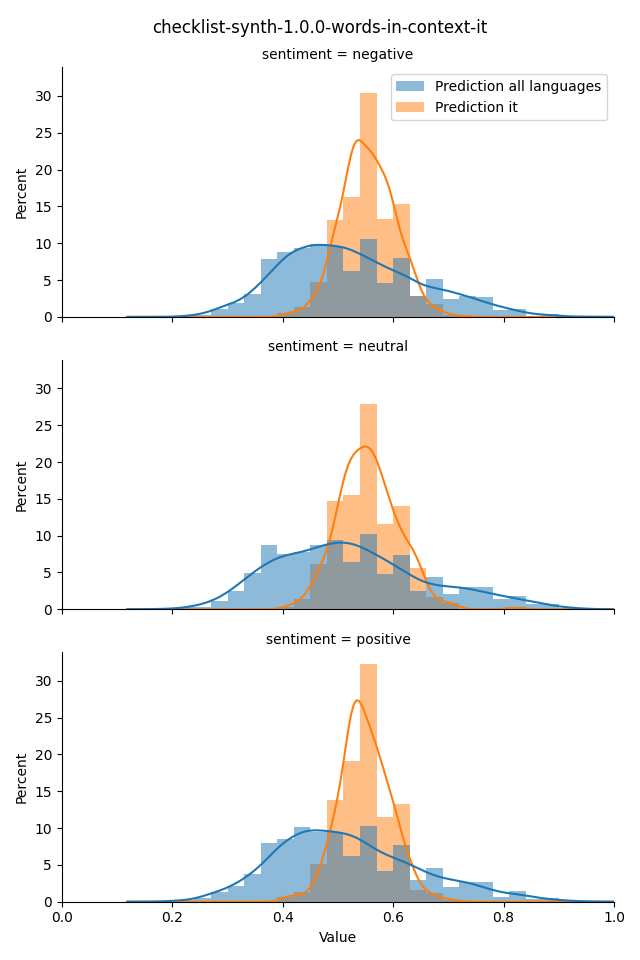 checklist-synth-1.0.0-words-in-context-it
sentiment = negative
Prediction all languages
Prediction it
Percent
30
25
20
15
10
5
0
sentiment = neutral
Percent
30
25
20
15
10
5
0
sentiment = positive
Percent
30
25
20
15
10
5
0
0.0 0.2 0.4 0.6 0.8 1.0
Value